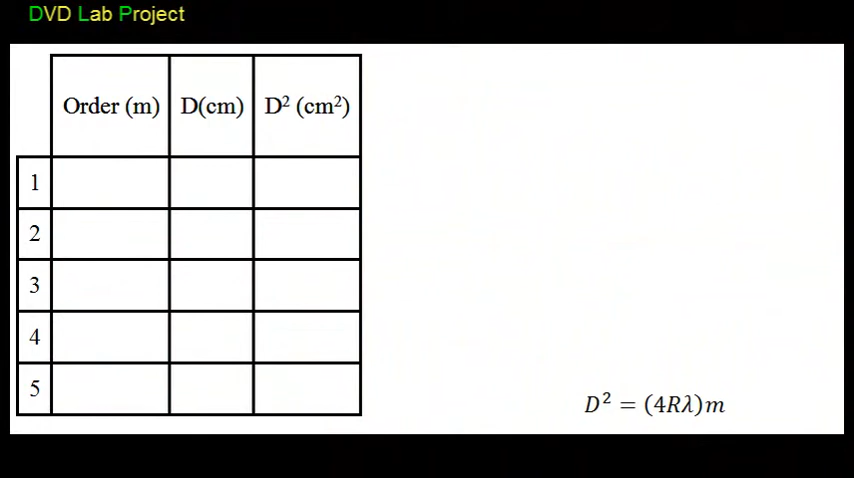 DVD Lab Project
Order (m) D(cm) D² (cm²)
1
2
3
4
5
D² = (4Rλ)m